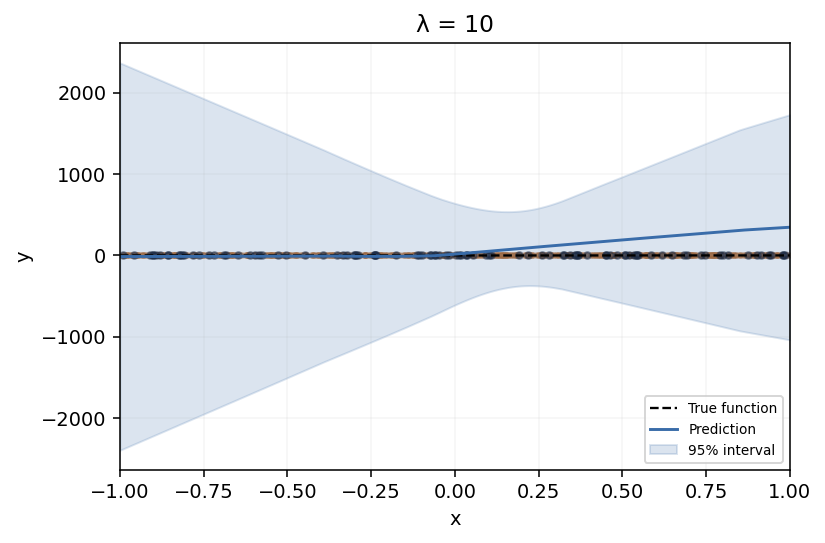 λ = 10
2000
1000
0
−1000
−2000
y
−1.00 −0.75 −0.50 −0.25 0.00 0.25 0.50 0.75 1.00
x
True function
Prediction
95% interval